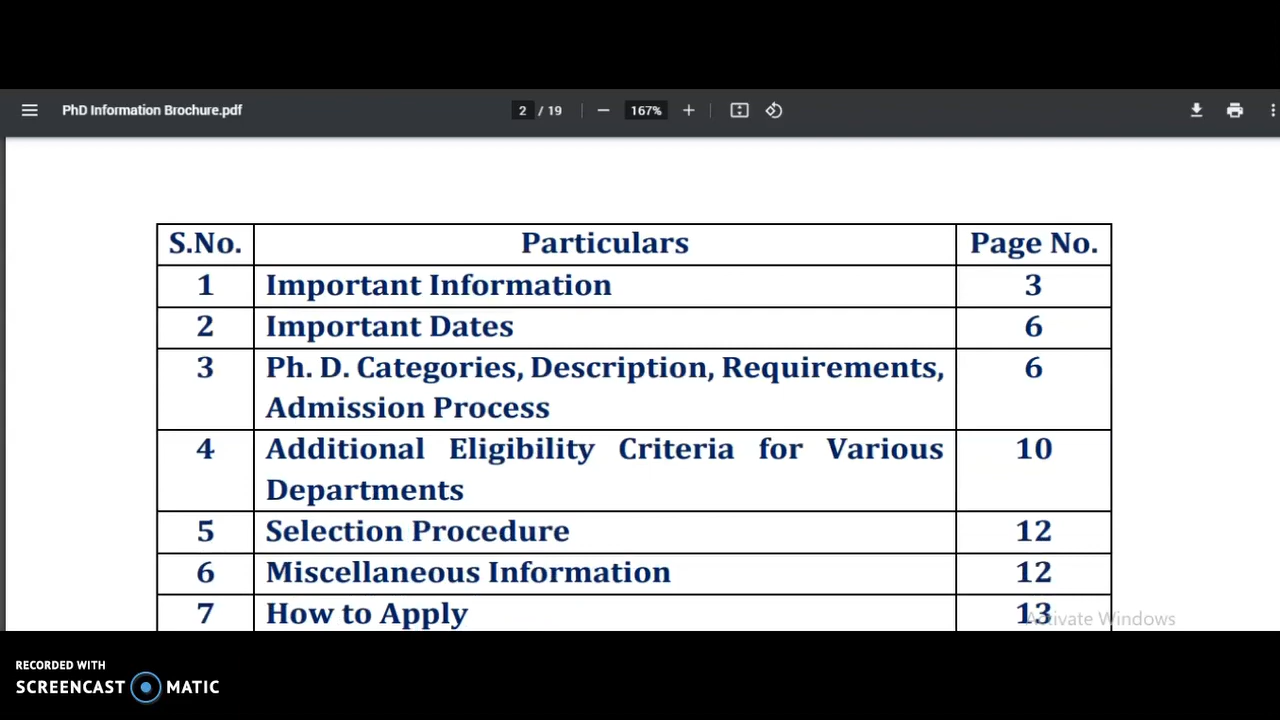 PhD Information Brochure.pdf 2 / 19 167%
S.No. Particulars Page No.
1 Important Information 3
2 Important Dates 6
3 Ph. D. Categories, Description, Requirements, 6
Admission Process
4 Additional Eligibility Criteria for Various 10
Departments
5 Selection Procedure 12
6 Miscellaneous Information 12
7 How to Apply 13
Activate Windows
RECORDED WITH
SCREENCAST MATIC